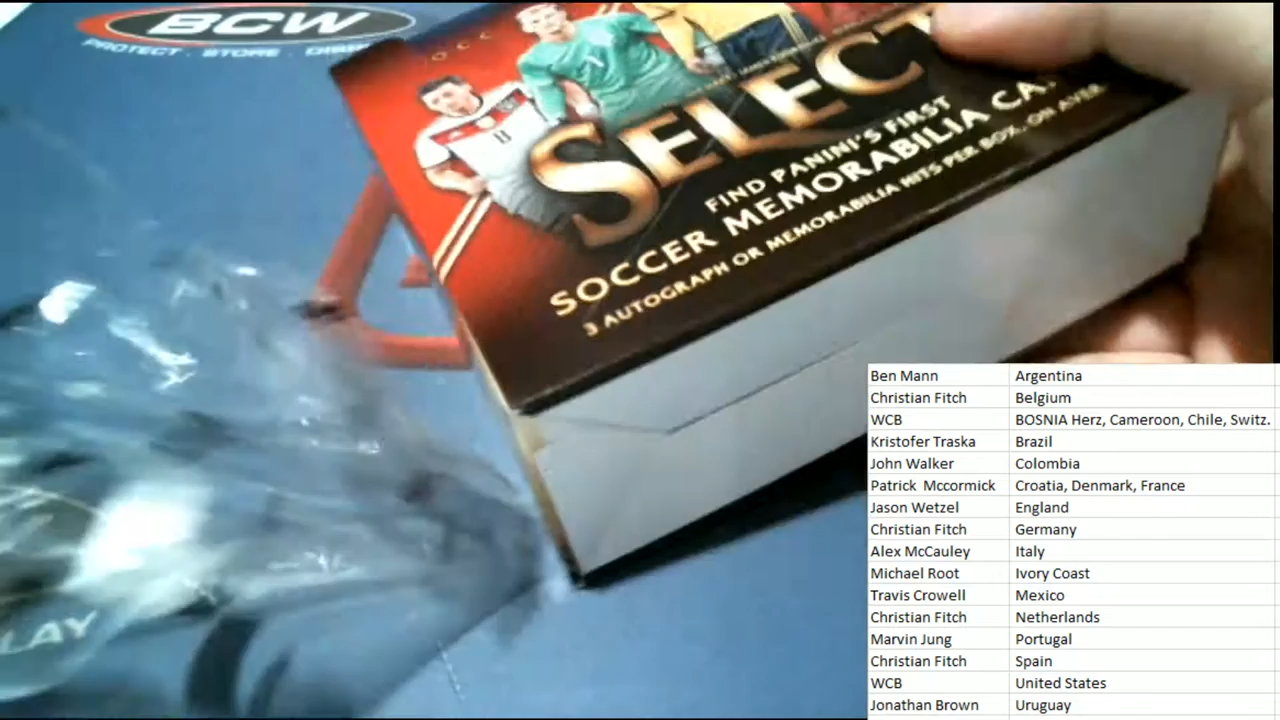 BCW
PROTECT · STORE ·
SELECT
FIND PANINI'S FIRST
SOCCER MEMORABILIA
3 AUTOGRAPH OR MEMORABILIA HITS PER BOX, ON
LAY
Ben Mann Argentina
Christian Fitch Belgium
WCB BOSNIA Herz, Cameroon, Chile, Switz.
Kristofer Traska Brazil
John Walker Colombia
Patrick Mccormick Croatia, Denmark, France
Jason Wetzel England
Christian Fitch Germany
Alex McCauley Italy
Michael Root Ivory Coast
Travis Crowell Mexico
Christian Fitch Netherlands
Marvin Jung Portugal
Christian Fitch Spain
WCB United States
Jonathan Brown Uruguay